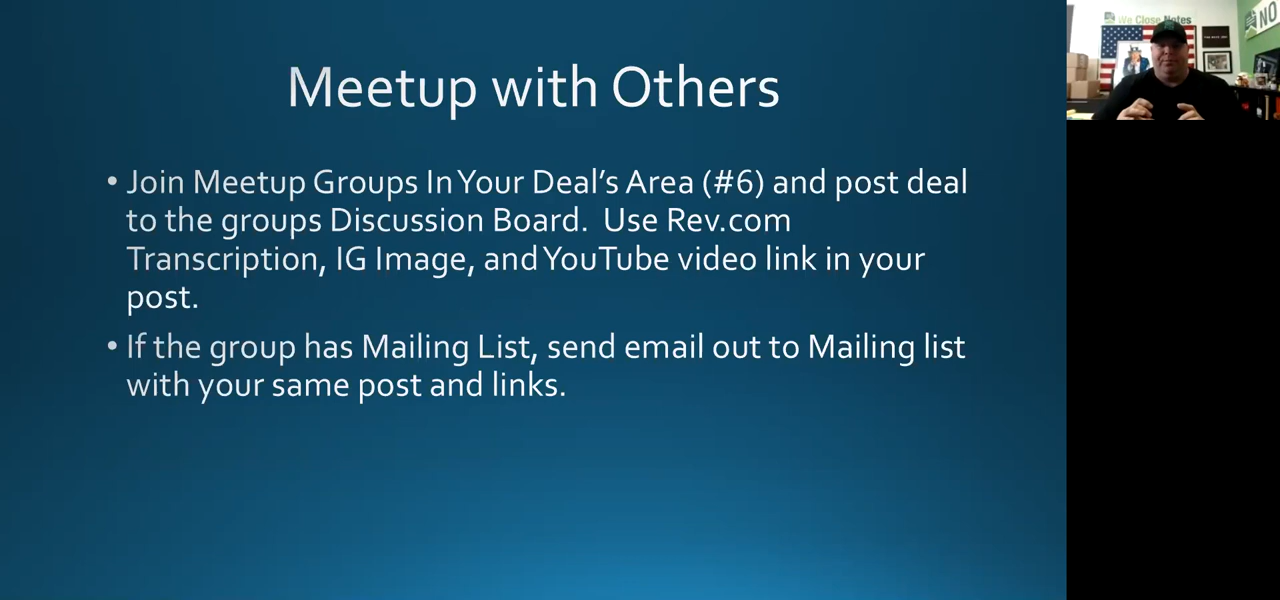 Meetup with Others
• Join Meetup Groups In Your Deal's Area (#6) and post deal
to the groups Discussion Board.  Use Rev.com
Transcription, IG Image, and YouTube video link in your
post.
• If the group has Mailing List, send email out to Mailing list
with your same post and links.
We Close Notes
NO